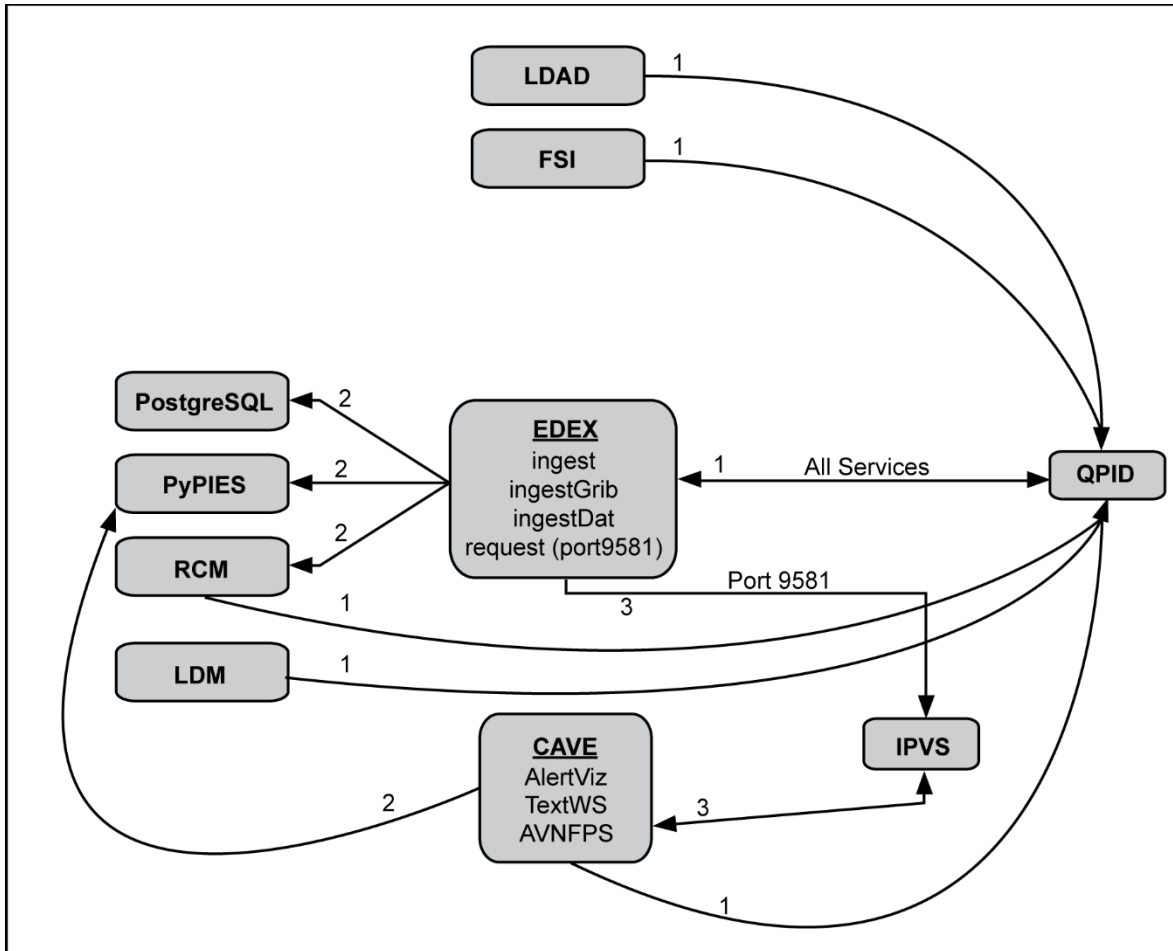 LDAD
1
FSI
1
PostgreSQL
2
PyPIES
2
RCM
2
1
LDM
1
EDEX
ingest
ingestGrib
ingestDat
request (port9581)
1
All Services
QPID
3
Port 9581
IPVS
CAVE
AlertViz
TextWS
AVNFPS
2
3
1